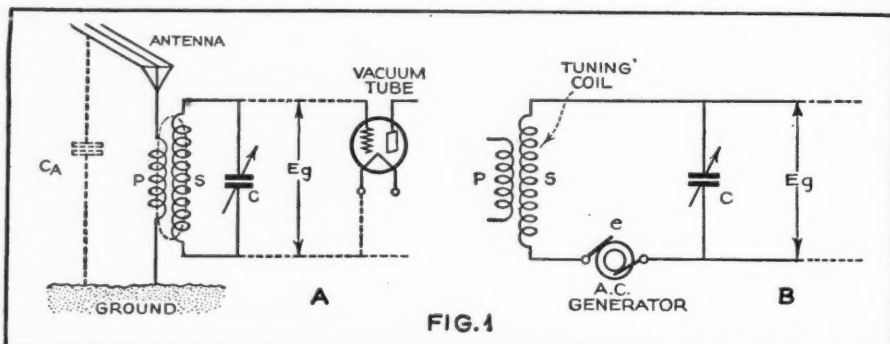 ANTENNA
VACUUM
TUBE
CA
P
S
C
Eg
GROUND
A
TUNING
COIL
P
S
e
C
Eg
A.C.
GENERATOR
B
FIG.1